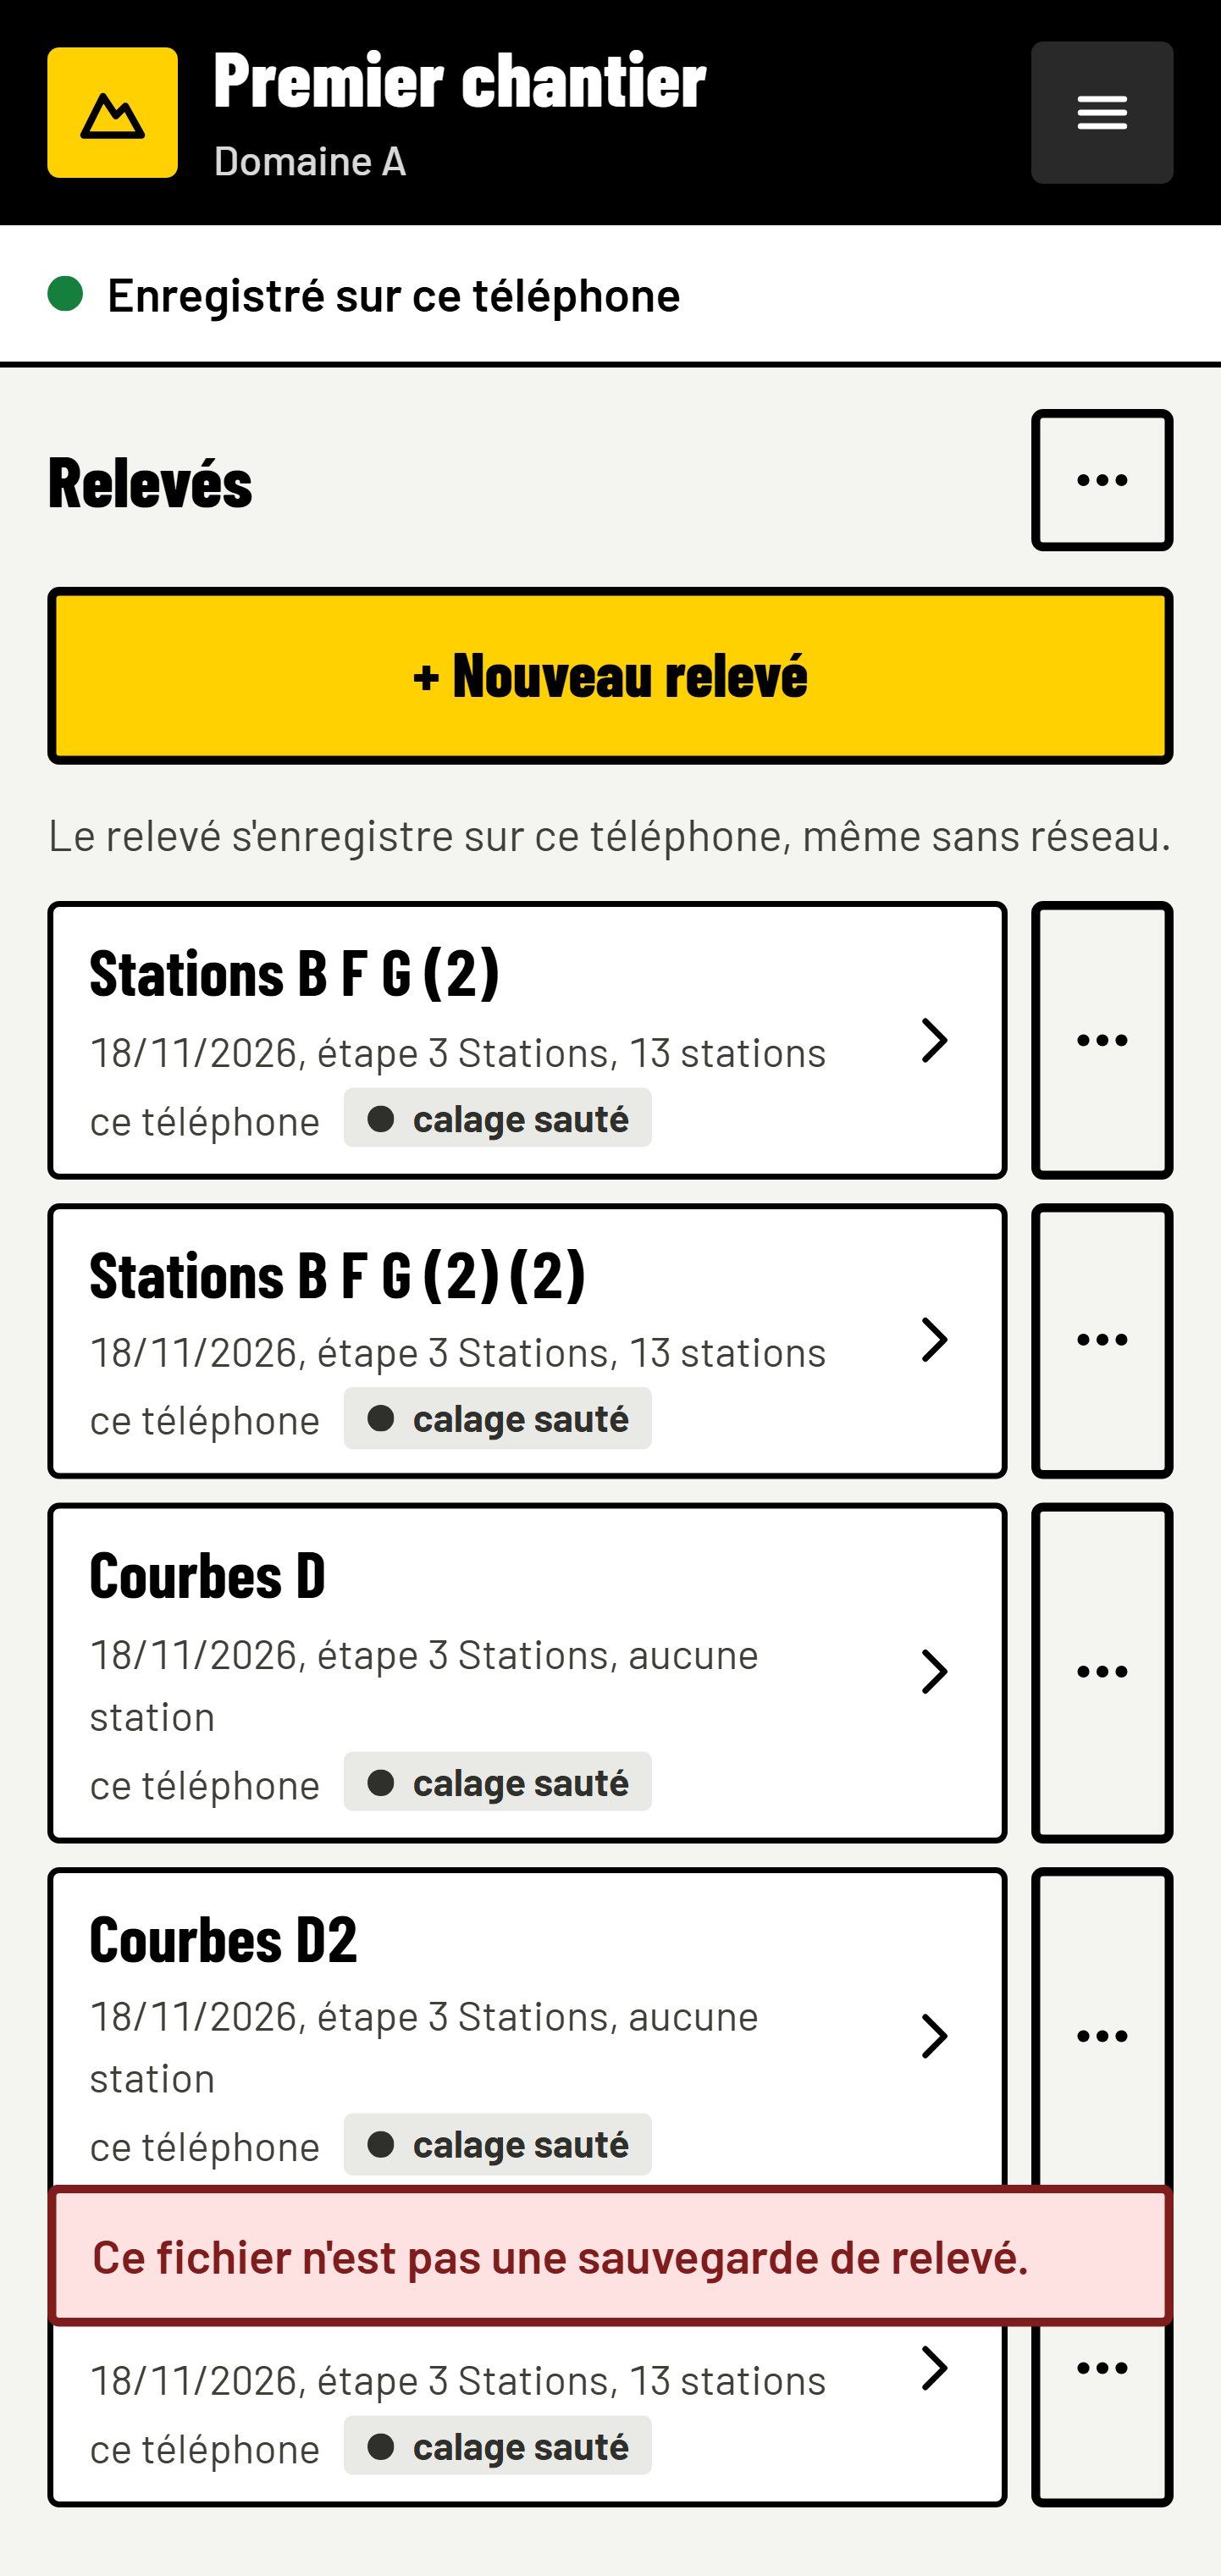 Premier chantier
Domaine A
Enregistré sur ce téléphone
Relevés
+ Nouveau relevé
Le relevé s'enregistre sur ce téléphone, même sans réseau.
Stations B F G (2)
18/11/2026, étape 3 Stations, 13 stations
ce téléphone calage sauté
Stations B F G (2) (2)
18/11/2026, étape 3 Stations, 13 stations
ce téléphone calage sauté
Courbes D
18/11/2026, étape 3 Stations, aucune
station
ce téléphone calage sauté
Courbes D2
18/11/2026, étape 3 Stations, aucune
station
ce téléphone calage sauté
Ce fichier n'est pas une sauvegarde de relevé.
18/11/2026, étape 3 Stations, 13 stations
ce téléphone calage sauté